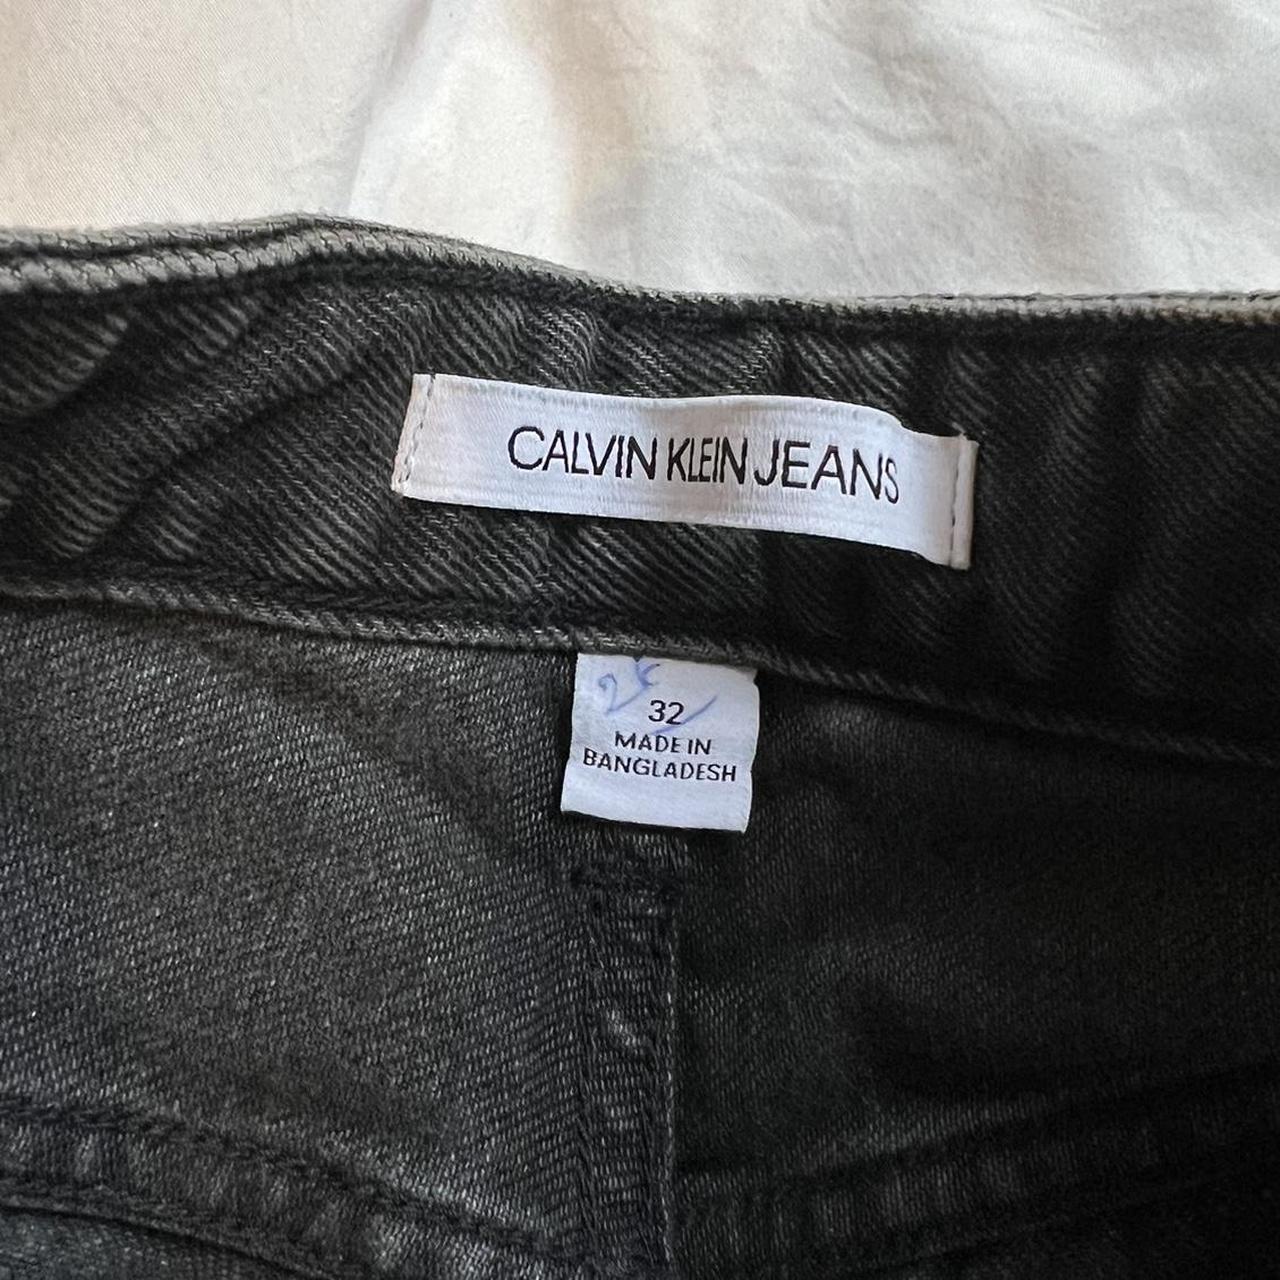 CALVIN KLEIN JEANS
32
MADE IN
BANGLADESH